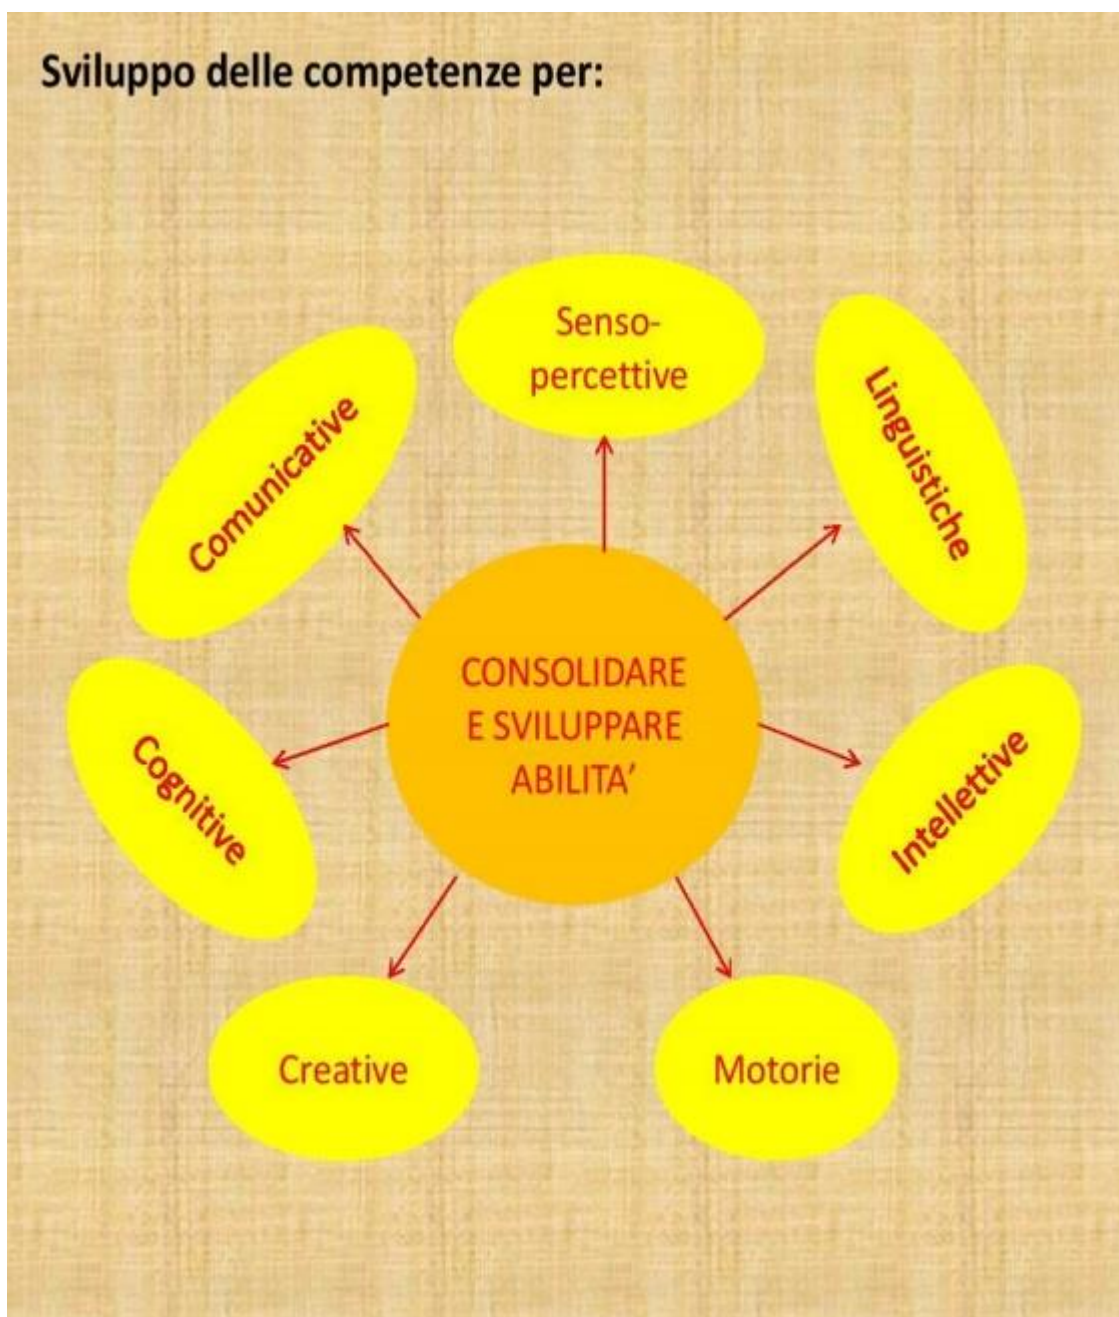 Sviluppo delle competenze per:
Senso-
percettive
Linguistiche
Comunicative
CONSOLIDARE
E SVILUPPARE
ABILITA’
Cognitive
Intellettive
Creative
Motorie